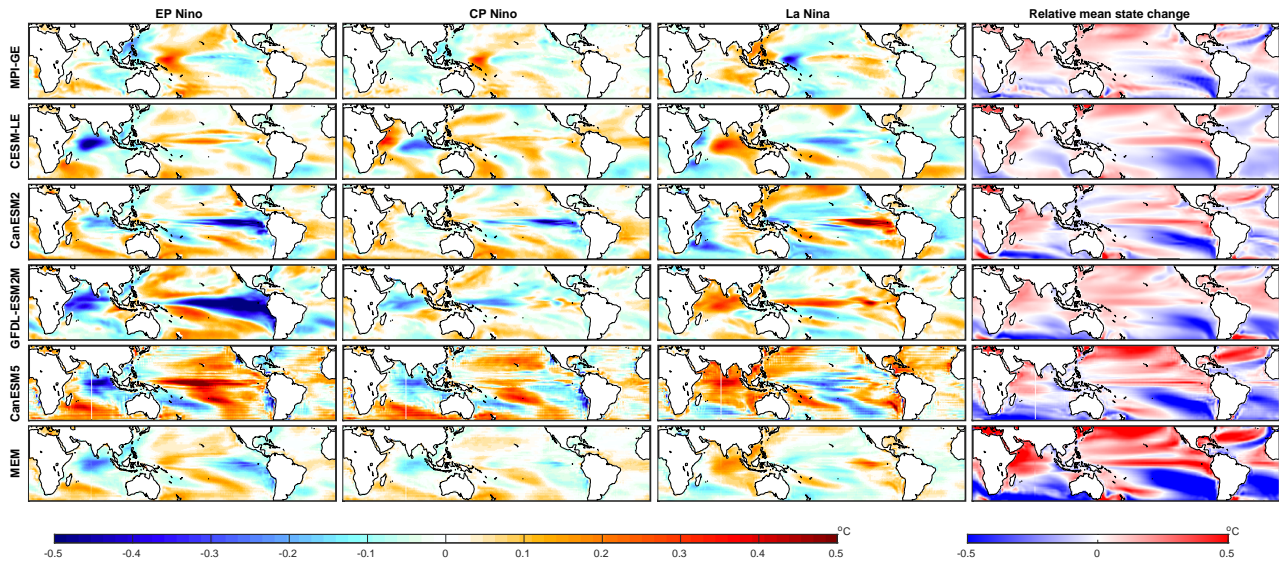 EP Nino CP Nino La Nina Relative mean state change
MPI-GE
CESM-LE
CanESM2
GFDL-ESM2M
CanESM5
MEM
°C °C
-0.5 -0.4 -0.3 -0.2 -0.1 0 0.1 0.2 0.3 0.4 0.5 -0.5 0 0.5